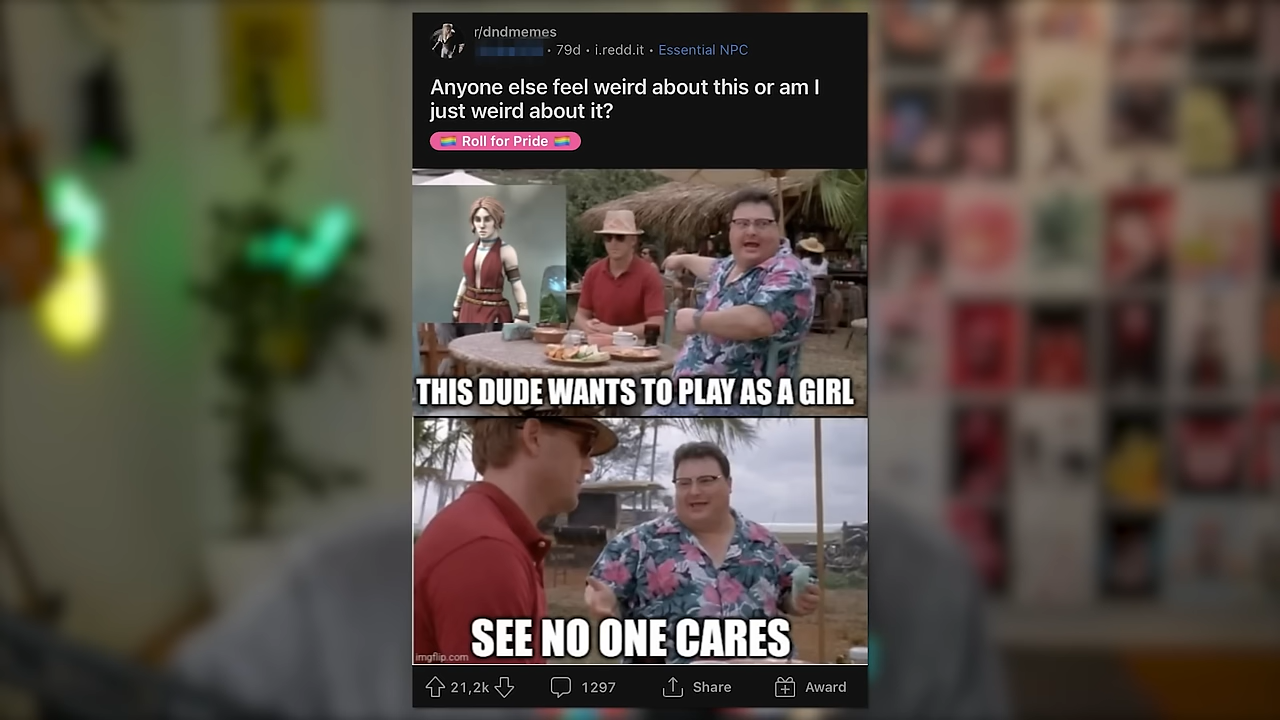 r/dndmemes
· 79d · i.redd.it · Essential NPC
Anyone else feel weird about this or am I
just weird about it?
🏳️‍🌈 Roll for Pride 🏳️‍🌈
THIS DUDE WANTS TO PLAY AS A GIRL
SEE NO ONE CARES
imgflip.com
21,2k 1297 Share Award